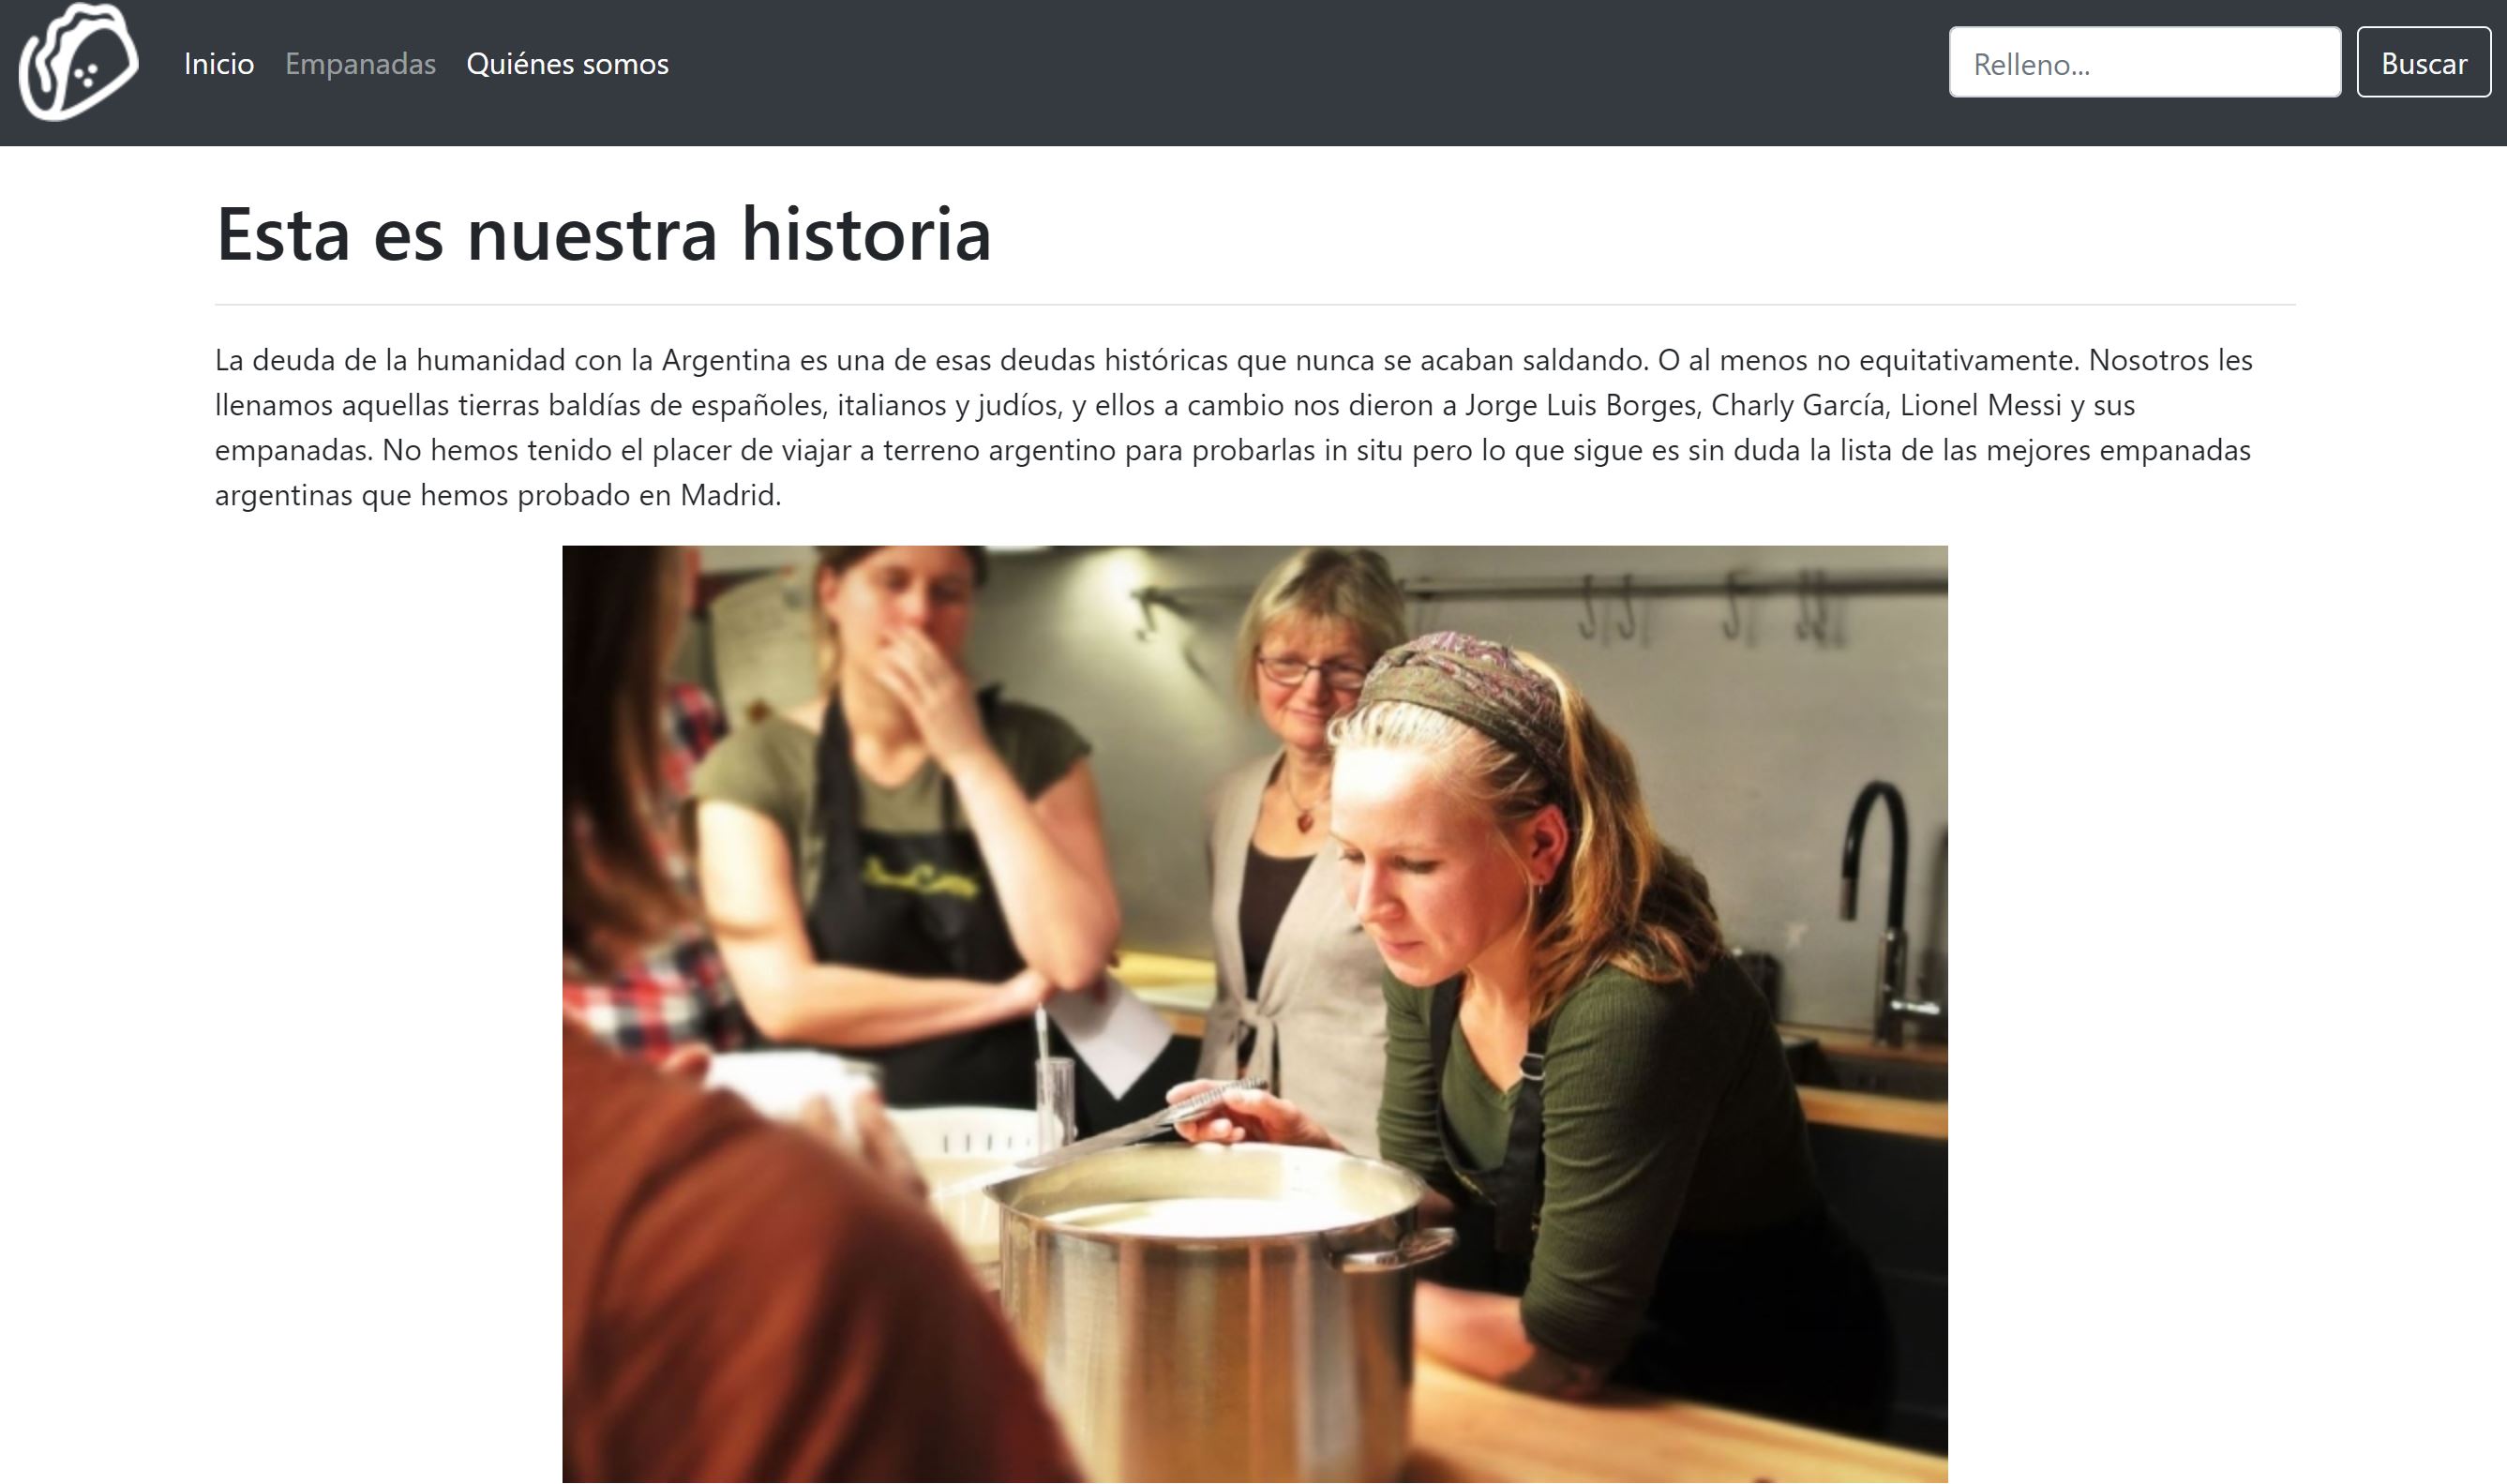 Inicio Empanadas Quiénes somos Relleno... Buscar
Esta es nuestra historia
La deuda de la humanidad con la Argentina es una de esas deudas históricas que nunca se acaban saldando. O al menos no equitativamente. Nosotros les
llenamos aquellas tierras baldías de españoles, italianos y judíos, y ellos a cambio nos dieron a Jorge Luis Borges, Charly García, Lionel Messi y sus
empanadas. No hemos tenido el placer de viajar a terreno argentino para probarlas in situ pero lo que sigue es sin duda la lista de las mejores empanadas
argentinas que hemos probado en Madrid.